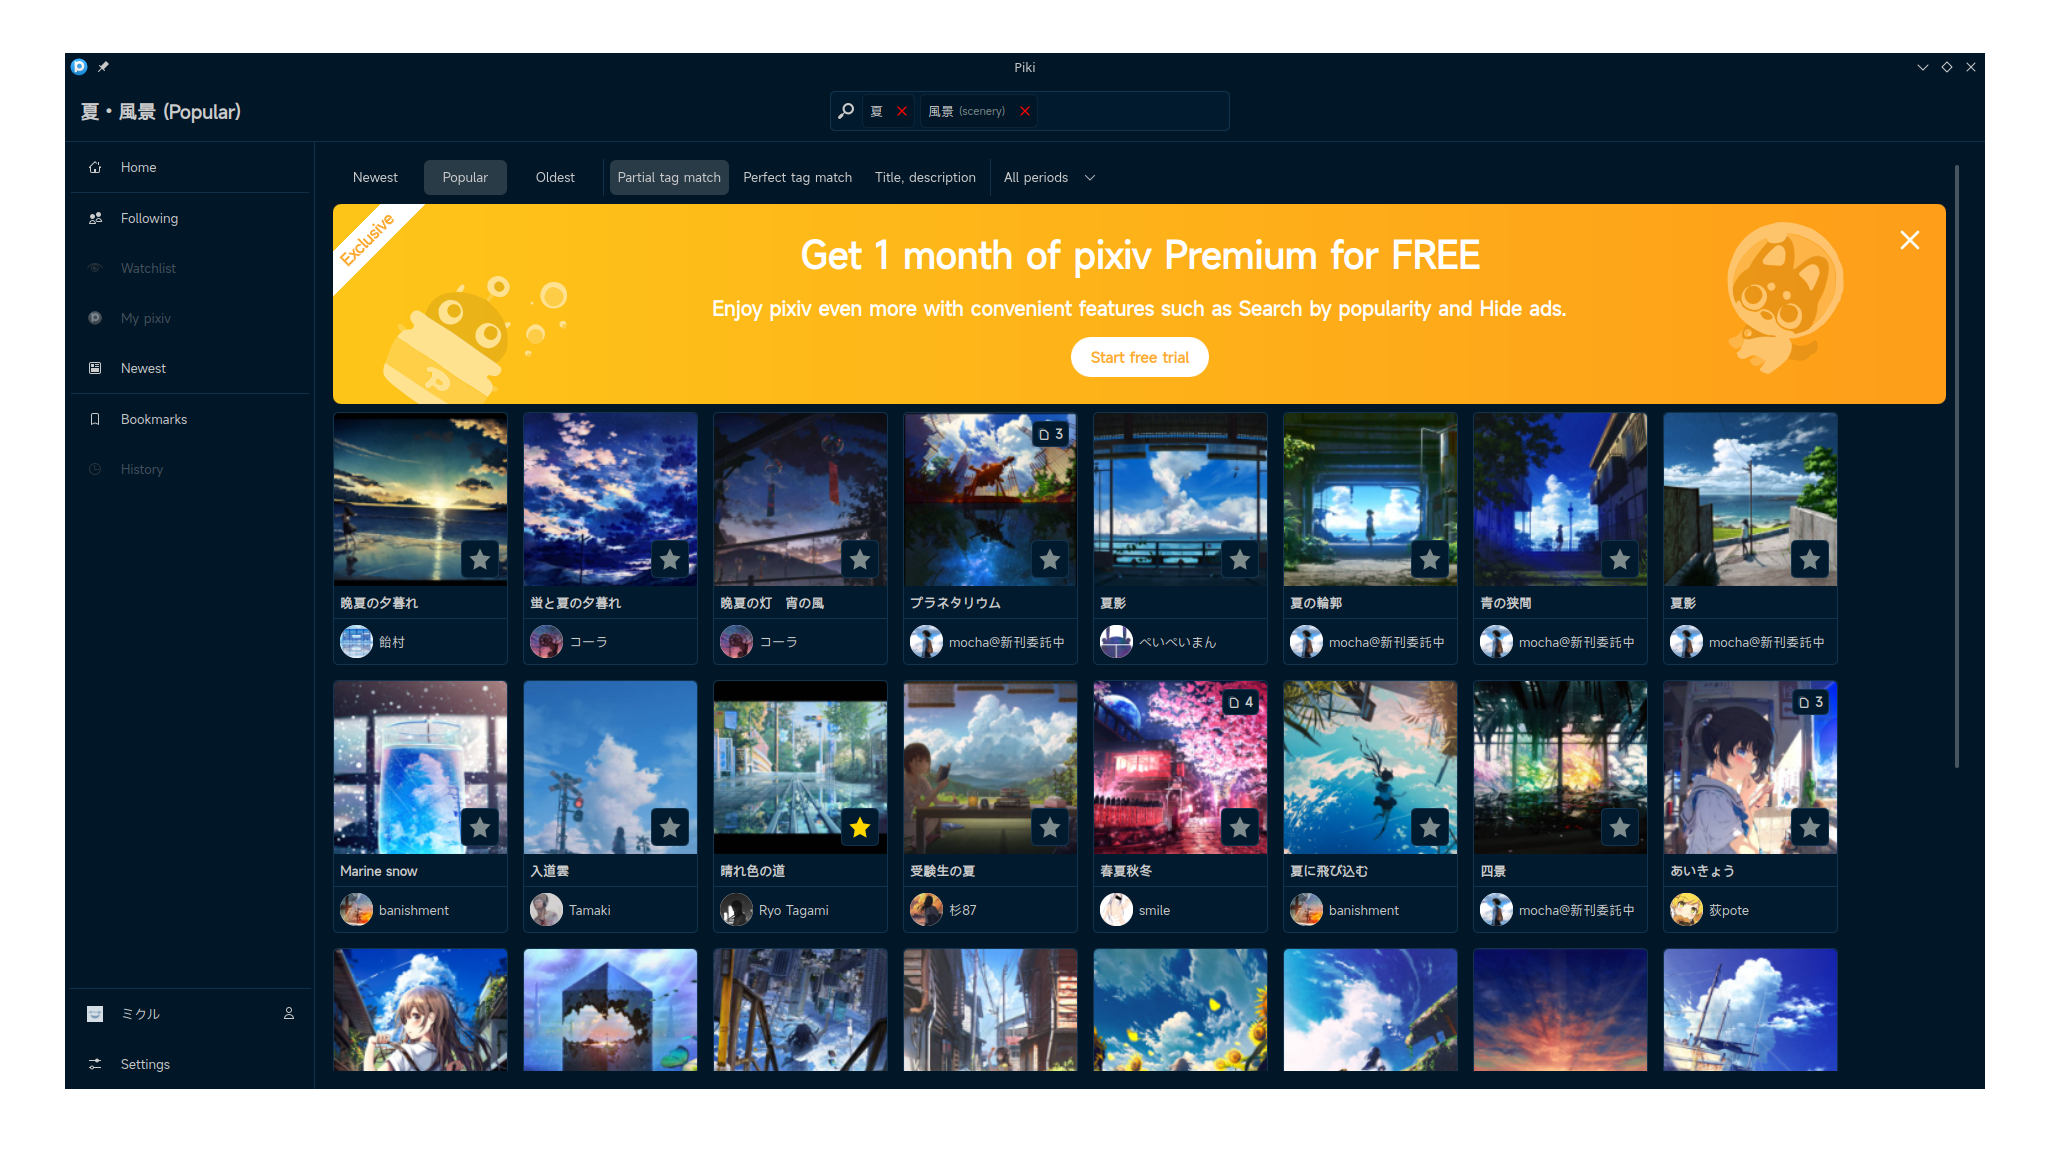 Piki
夏・風景 (Popular)
夏
風景 (scenery)
Home
Following
Watchlist
My pixiv
Newest
Bookmarks
History
ミクル
Settings
Newest
Popular
Oldest
Partial tag match
Perfect tag match
Title, description
All periods
Exclusive
Get 1 month of pixiv Premium for FREE
Enjoy pixiv even more with convenient features such as Search by popularity and Hide ads.
Start free trial
3
晩夏の夕暮れ
蛍と夏の夕暮れ
晩夏の灯　宵の風
プラネタリウム
夏影
夏の輪郭
青の狭間
夏影
飴村
コーラ
コーラ
mocha@新刊委託中
べいべいまん
mocha@新刊委託中
mocha@新刊委託中
mocha@新刊委託中
4
3
Marine snow
入道雲
晴れ色の道
受験生の夏
春夏秋冬
夏に飛び込む
四景
あいきょう
banishment
Tamaki
Ryo Tagami
杉87
smile
banishment
mocha@新刊委託中
荻pote